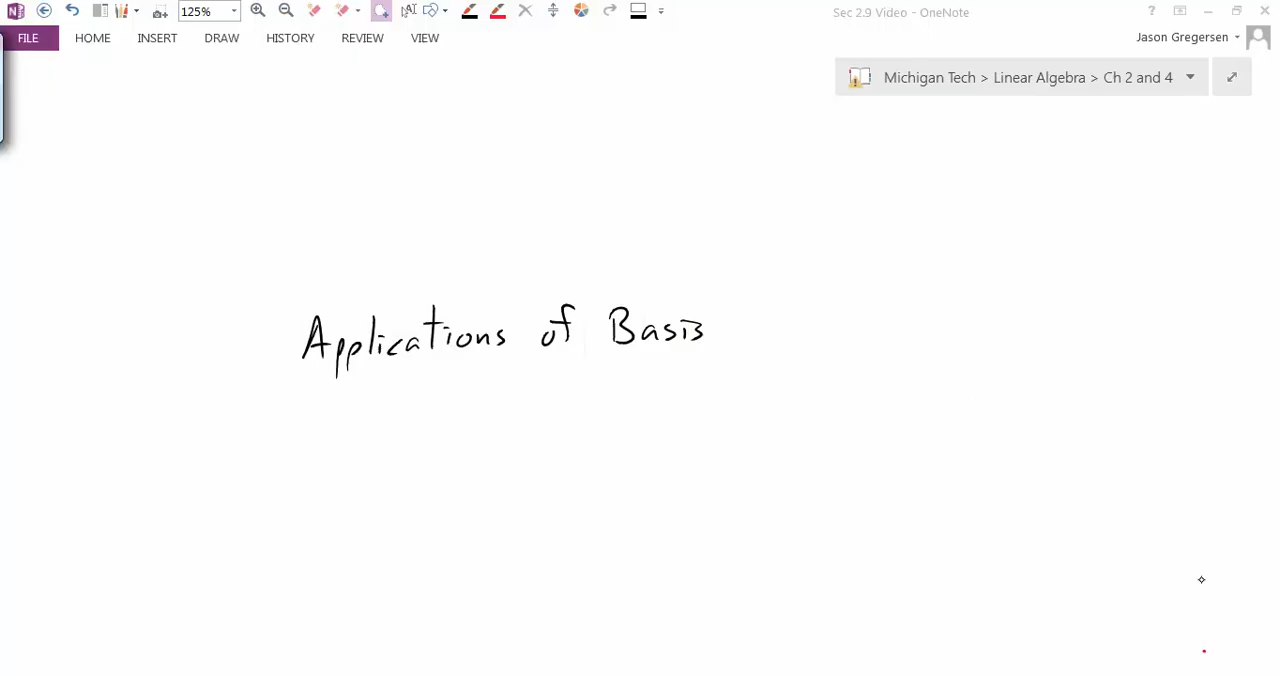 125%
Sec 2.9 Video - OneNote
?
FILE HOME INSERT DRAW HISTORY REVIEW VIEW
Jason Gregersen
Michigan Tech > Linear Algebra > Ch 2 and 4
Applications of Basis